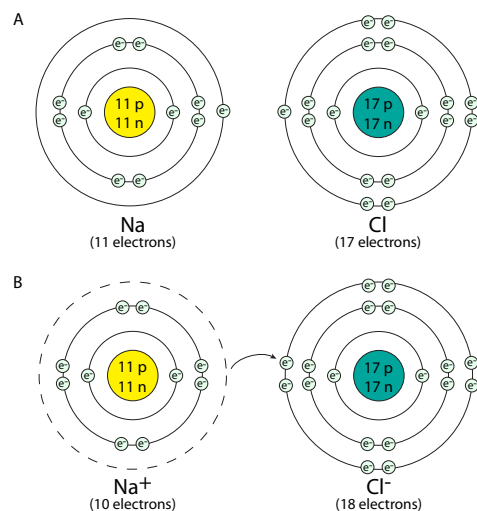 A
e⁻ e⁻
e⁻ e⁻
e⁻ e⁻
e⁻ 11 p e⁻ e⁻
11 n
e⁻ e⁻
Na
(11 electrons)
e⁻ e⁻
e⁻ e⁻
e⁻ e⁻ e⁻
e⁻ e⁻ 17 p e⁻
17 n
e⁻ e⁻ e⁻
e⁻ e⁻
e⁻ e⁻
Cl
(17 electrons)
B
e⁻ e⁻
e⁻ e⁻
e⁻ 11 p e⁻
11 n
e⁻ e⁻
e⁻ e⁻
Na⁺
(10 electrons)
e⁻ e⁻
e⁻ e⁻
e⁻ e⁻ e⁻ e⁻
e⁻ 17 p e⁻
17 n
e⁻ e⁻ e⁻ e⁻
e⁻ e⁻
e⁻ e⁻
Cl⁻
(18 electrons)